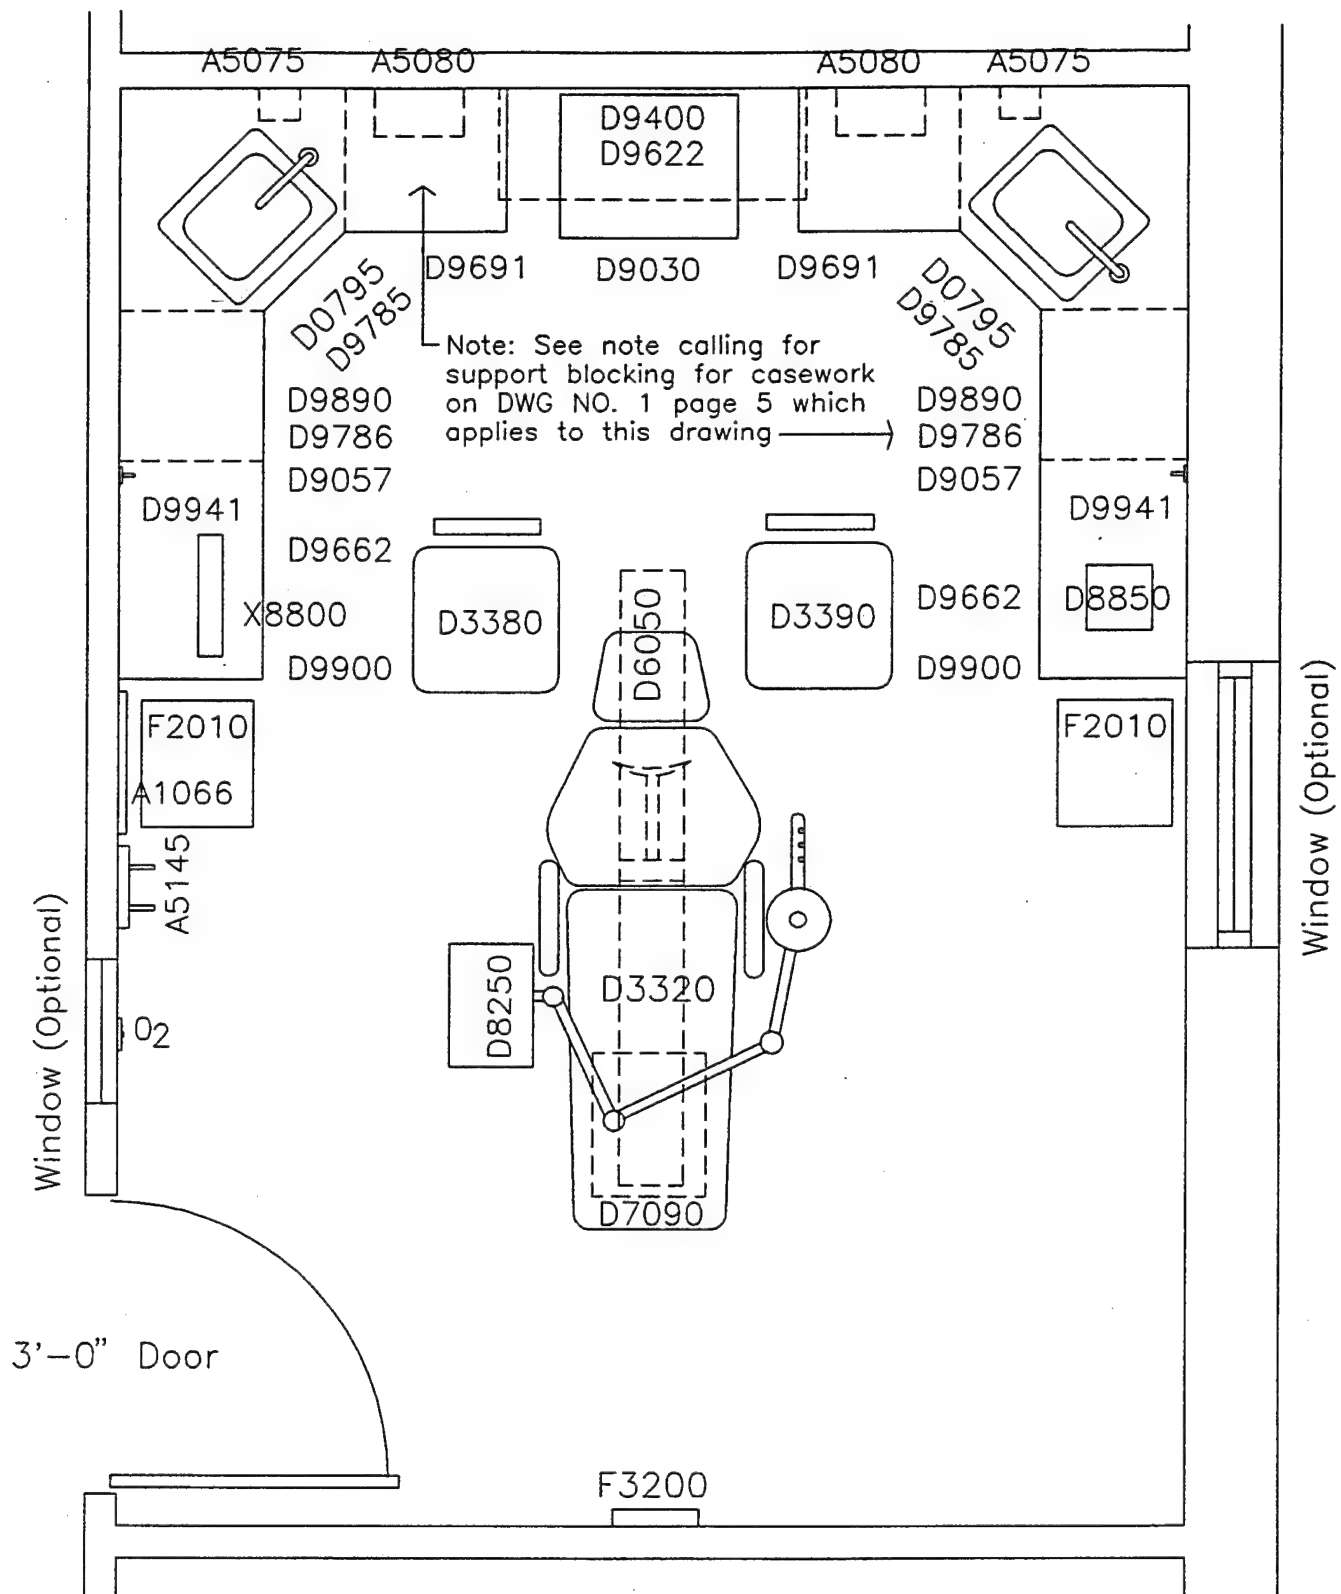 A5075 A5080 A5080 A5075
D9400
D9622
D9691 D9030 D9691
D0795
D9785
D0795
D9785
Note: See note calling for
support blocking for casework
on DWG NO. 1 page 5 which
applies to this drawing
D9890 D9890
D9786 D9786
D9057 D9057
D9941 D9941
D9662
D9662
X8800 D3380 D6050 D3390 D8850
D9900 D9900
F2010 F2010
A1066
A5145
Window (Optional)
Window (Optional)
O2
D8250
D3320
D7090
3'-0" Door
F3200